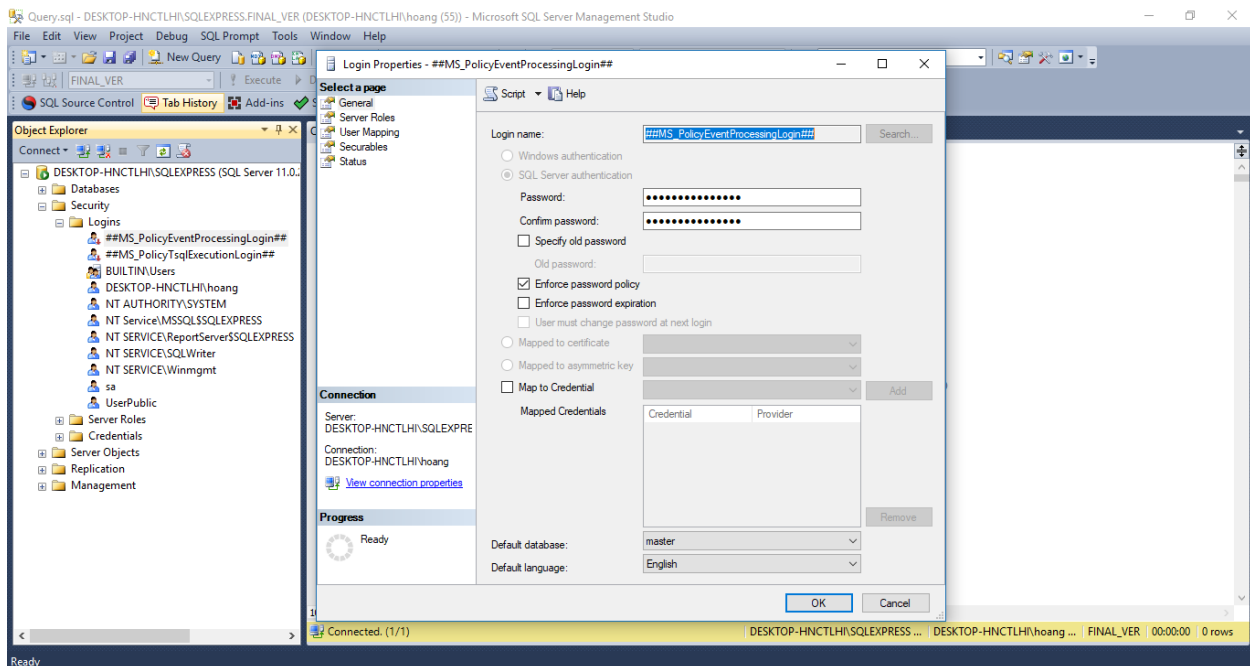 Query.sql - DESKTOP-HNCTLHI\SQLEXPRESS.FINAL_VER (DESKTOP-HNCTLHI\hoang (55)) - Microsoft SQL Server Management Studio
File Edit View Project Debug SQL Prompt Tools Window Help
New Query
FINAL_VER Execute
SQL Source Control Tab History Add-ins
Object Explorer
Connect
DESKTOP-HNCTLHI\SQLEXPRESS (SQL Server 11.0.
Databases
Security
Logins
##MS_PolicyEventProcessingLogin##
##MS_PolicyTsqlExecutionLogin##
BUILTIN\Users
DESKTOP-HNCTLHI\hoang
NT AUTHORITY\SYSTEM
NT Service\MSSQL$SQLEXPRESS
NT SERVICE\ReportServer$SQLEXPRESS
NT SERVICE\SQLWriter
NT SERVICE\Winmgmt
sa
UserPublic
Server Roles
Credentials
Server Objects
Replication
Management
Login Properties - ##MS_PolicyEventProcessingLogin##
Select a page
General
Server Roles
User Mapping
Securables
Status
Connection
Server:
DESKTOP-HNCTLHI\SQLEXPRE
Connection:
DESKTOP-HNCTLHI\hoang
View connection properties
Progress
Ready
Script Help
Login name: ##MS_PolicyEventProcessingLogin## Search...
Windows authentication
SQL Server authentication
Password: ●●●●●●●●●●●●●●●
Confirm password: ●●●●●●●●●●●●●●●
Specify old password
Old password:
Enforce password policy
Enforce password expiration
User must change password at next login
Mapped to certificate
Mapped to asymmetric key
Map to Credential Add
Mapped Credentials Credential Provider
Remove
Default database: master
Default language: English
OK Cancel
Connected. (1/1) DESKTOP-HNCTLHI\SQLEXPRESS ... DESKTOP-HNCTLHI\hoang ... FINAL_VER 00:00:00 0 rows
Ready